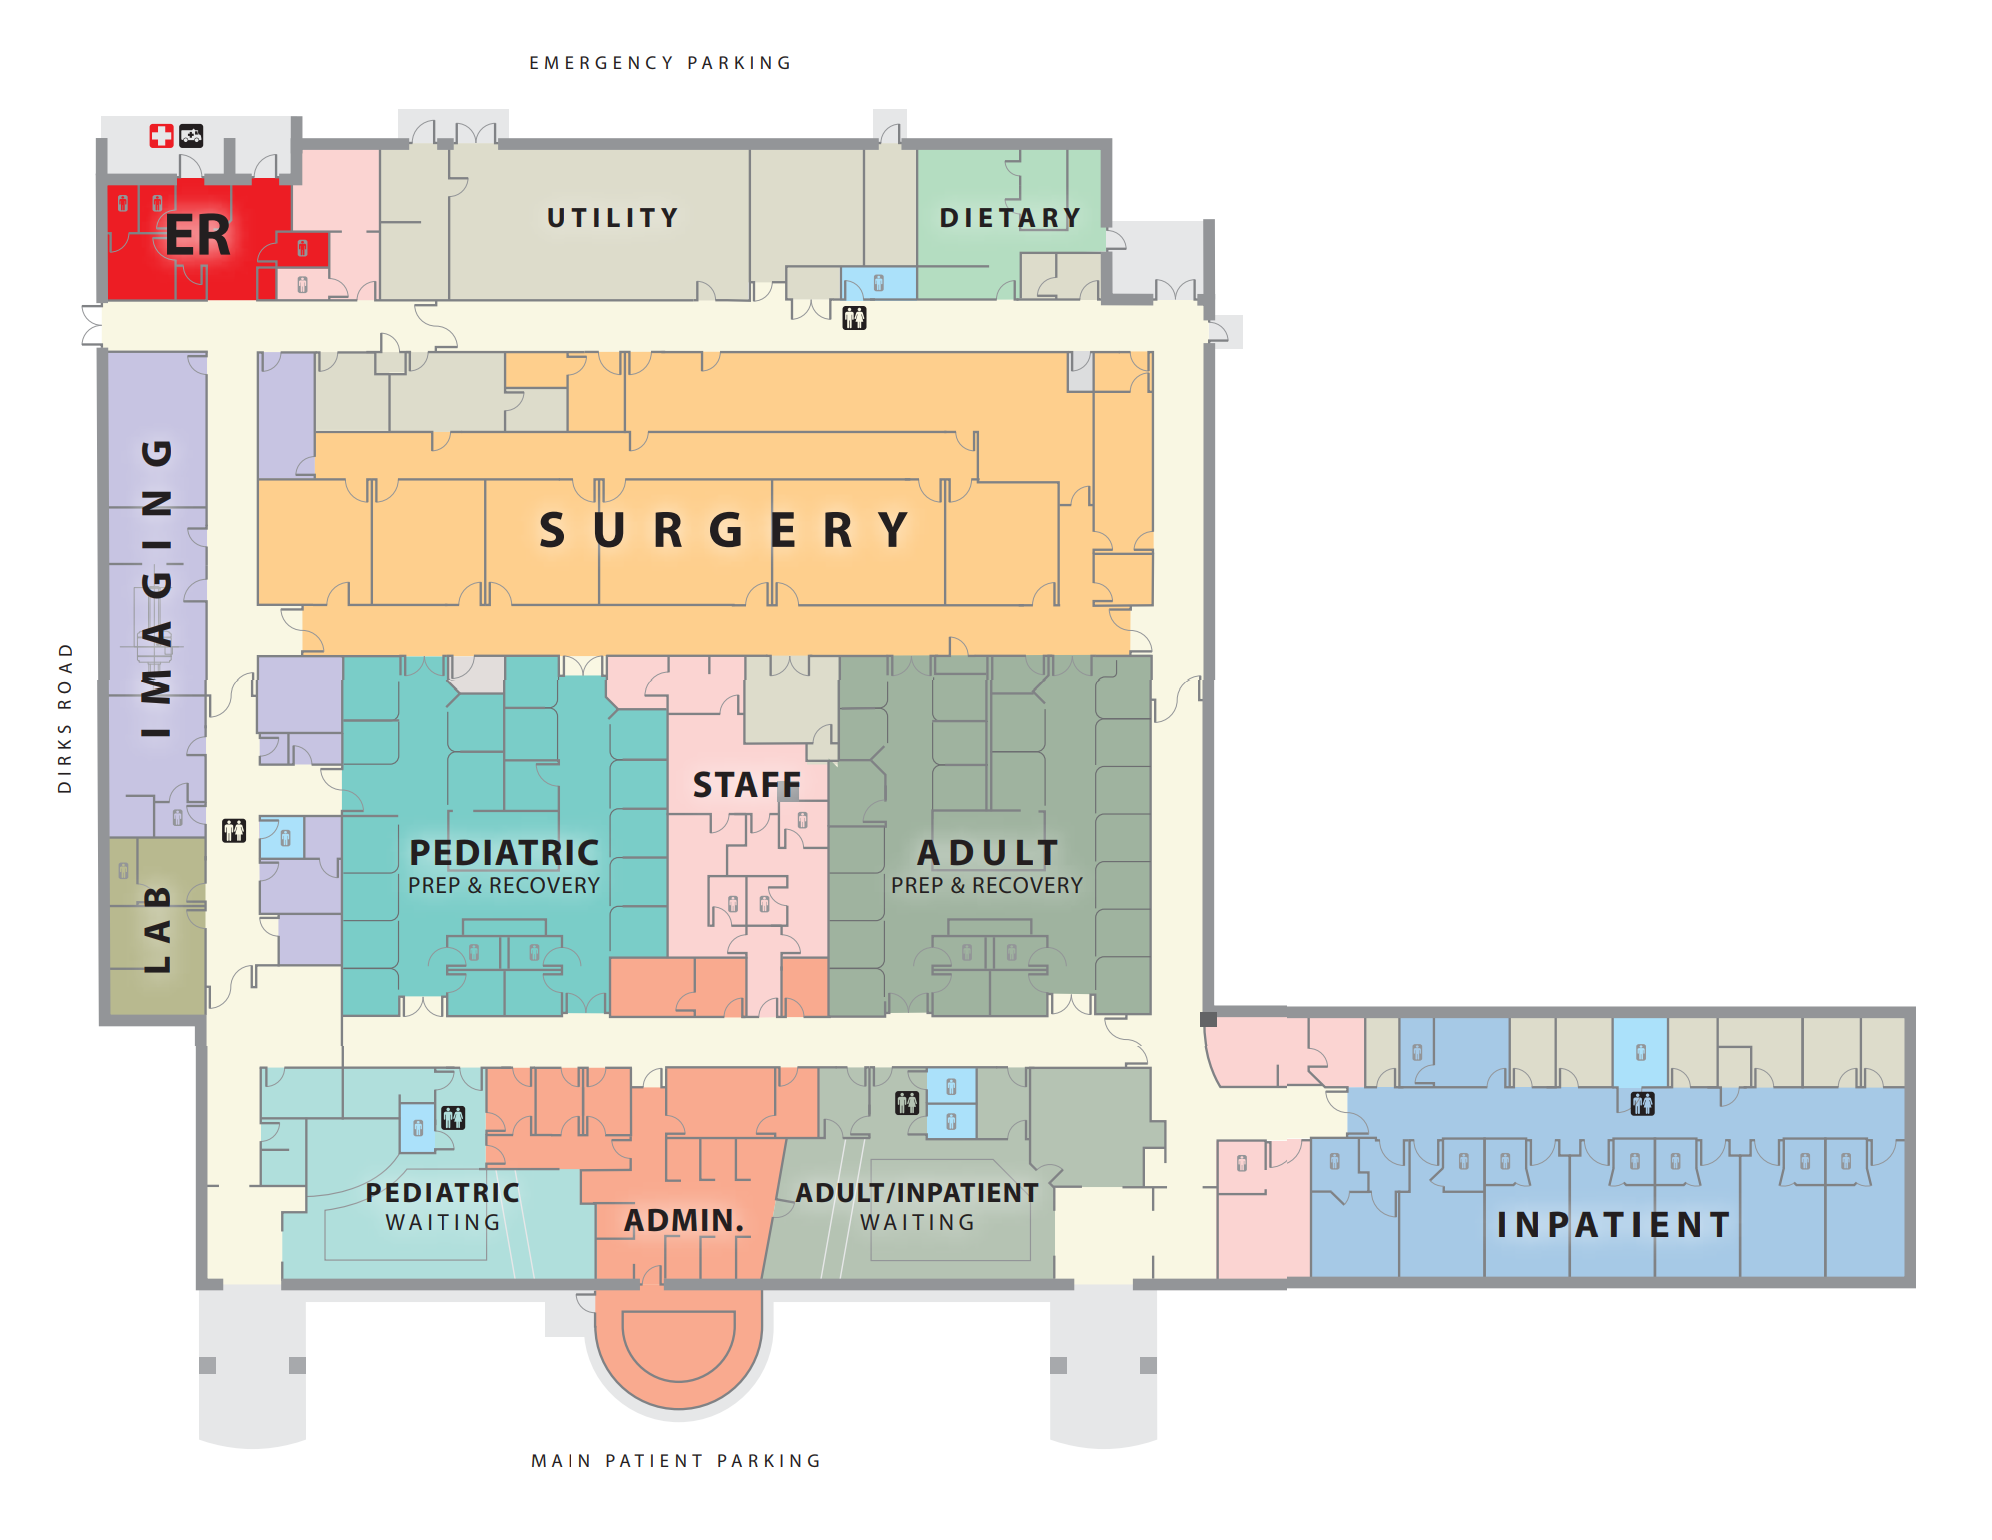 EMERGENCY PARKING
ER
UTILITY
DIETARY
IMAGING
SURGERY
DIRKS ROAD
STAFF
PEDIATRIC
PREP & RECOVERY
ADULT
PREP & RECOVERY
LAB
PEDIATRIC
WAITING
ADMIN.
ADULT/INPATIENT
WAITING
INPATIENT
MAIN PATIENT PARKING